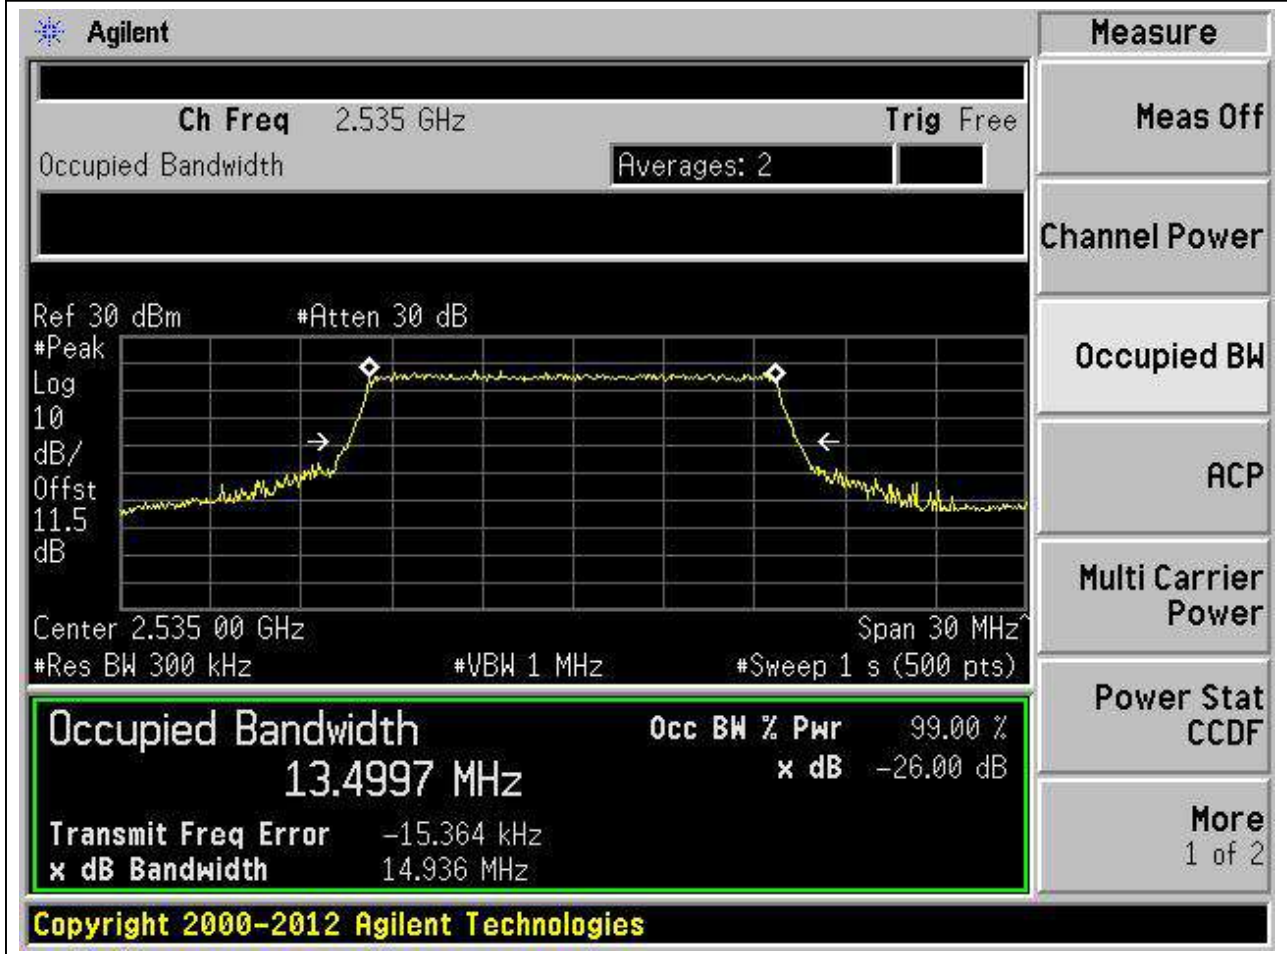 Agilent
Measure
Ch Freq 2.535 GHz Trig Free
Occupied Bandwidth Averages: 2
Meas Off
Channel Power
Occupied BW
ACP
Multi Carrier
Power
Power Stat
CCDF
More
1 of 2
Ref 30 dBm #Atten 30 dB
#Peak
Log
10
dB/
Offst
11.5
dB
Center 2.535 00 GHz Span 30 MHz^
#Res BW 300 kHz #VBW 1 MHz #Sweep 1 s (500 pts)
Occupied Bandwidth Occ BW % Pwr 99.00 %
13.4997 MHz x dB -26.00 dB
Transmit Freq Error -15.364 kHz
x dB Bandwidth 14.936 MHz
Copyright 2000-2012 Agilent Technologies